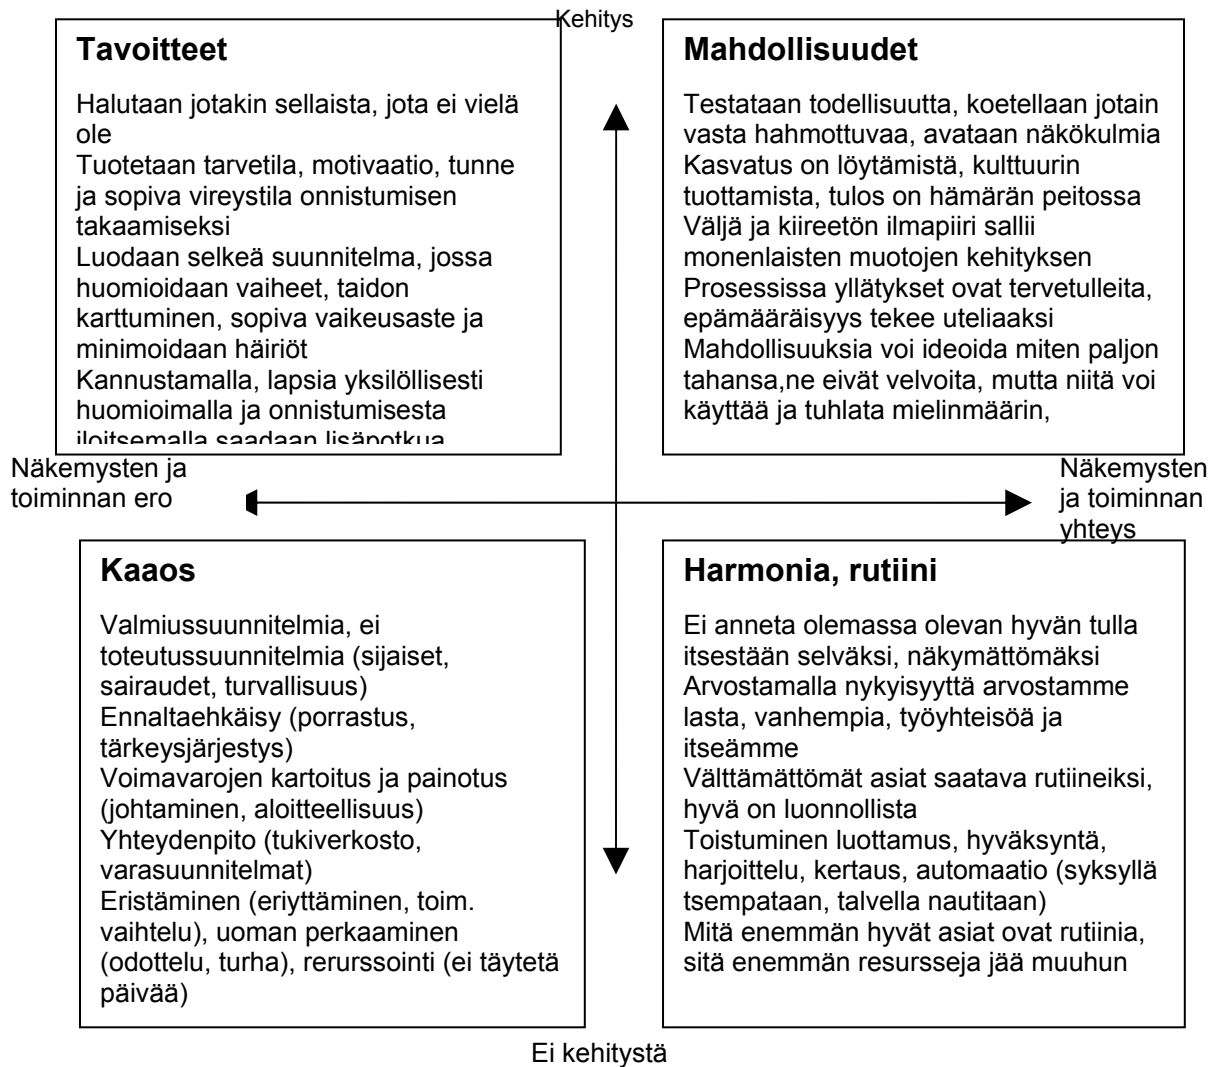 Kehitys
Tavoitteet
Halutaan jotakin sellaista, jota ei vielä
ole
Tuotetaan tarvetila, motivaatio, tunne
ja sopiva vireystila onnistumisen
takaamiseksi
Luodaan selkeä suunnitelma, jossa
huomioidaan vaiheet, taidon
karttuminen, sopiva vaikeusaste ja
minimoidaan häiriöt
Kannustamalla, lapsia yksilöllisesti
huomioimalla ja onnistumisesta
iloitsemalla saadaan lisäpotkua
Mahdollisuudet
Testataan todellisuutta, koetellaan jotain
vasta hahmottuvaa, avataan näkökulmia
Kasvatus on löytämistä, kulttuurin
tuottamista, tulos on hämärän peitossa
Väljä ja kiireetön ilmapiiri sallii
monenlaisten muotojen kehityksen
Prosessissa yllätykset ovat tervetulleita,
epämääräisyys tekee uteliaaksi
Mahdollisuuksia voi ideoida miten paljon
tahansa,ne eivät velvoita, mutta niitä voi
käyttää ja tuhlata mielinmäärin,
Näkemysten ja
toiminnan ero
Näkemysten
ja toiminnan
yhteys
Kaaos
Valmiussuunnitelmia, ei
toteutussuunnitelmia (sijaiset,
sairaudet, turvallisuus)
Ennaltaehkäisy (porrastus,
tärkeysjärjestys)
Voimavarojen kartoitus ja painotus
(johtaminen, aloitteellisuus)
Yhteydenpito (tukiverkosto,
varasuunnitelmat)
Eristäminen (eriyttäminen, toim.
vaihtelu), uoman perkaaminen
(odottelu, turha), rerurssointi (ei täytetä
päivää)
Harmonia, rutiini
Ei anneta olemassa olevan hyvän tulla
itsestään selväksi, näkymättömäksi
Arvostamalla nykyisyyttä arvostamme
lasta, vanhempia, työyhteisöä ja
itseämme
Välttämättömät asiat saatava rutiineiksi,
hyvä on luonnollista
Toistuminen luottamus, hyväksyntä,
harjoittelu, kertaus, automaatio (syksyllä
tsempataan, talvella nautitaan)
Mitä enemmän hyvät asiat ovat rutiinia,
sitä enemmän resursseja jää muuhun
Ei kehitystä